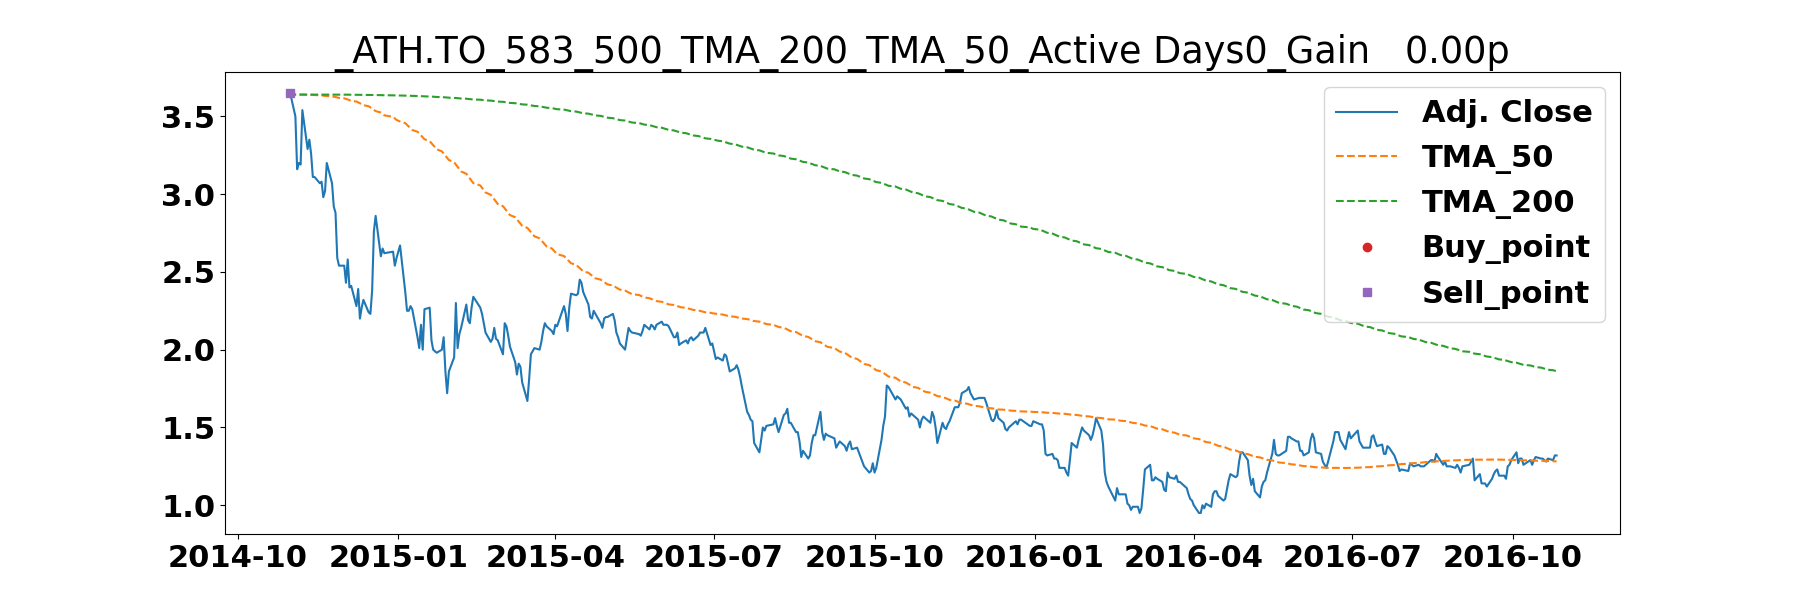 _ATH.TO_583_500_TMA_200_TMA_50_Active Days0_Gain   0.00p
Adj. Close
TMA_50
TMA_200
Buy_point
Sell_point
3.5
3.0
2.5
2.0
1.5
1.0
2014-10 2015-01 2015-04 2015-07 2015-10 2016-01 2016-04 2016-07 2016-10